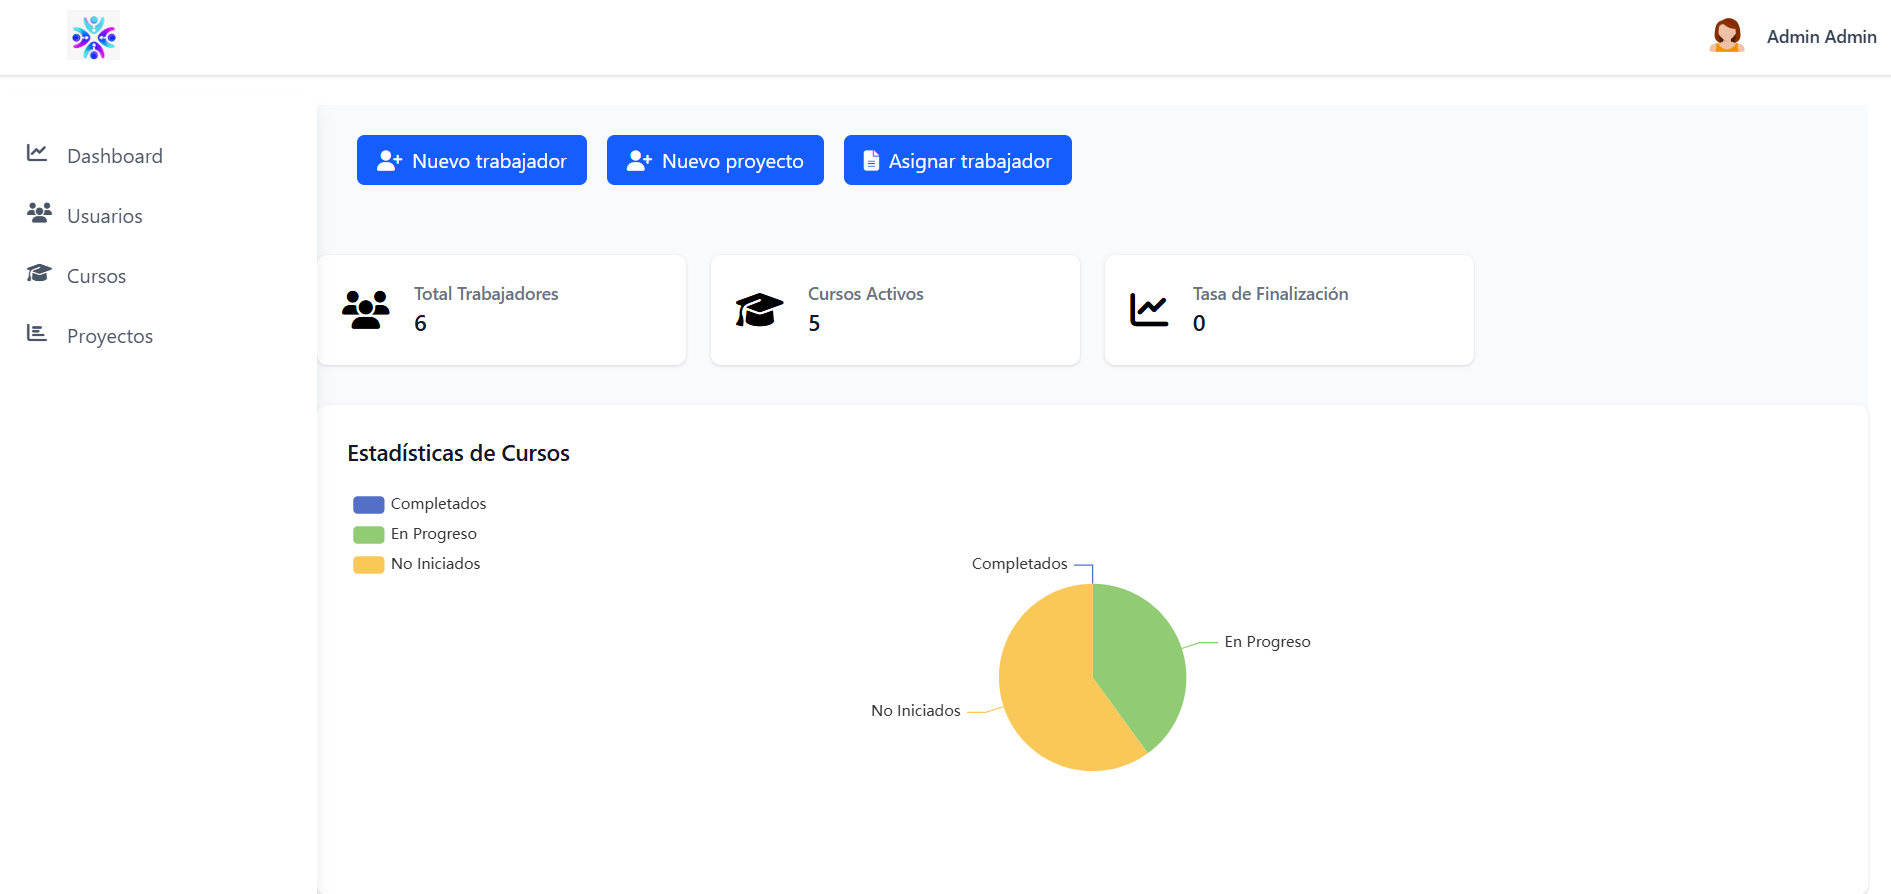 Admin Admin
Dashboard
Usuarios
Cursos
Proyectos
Nuevo trabajador
Nuevo proyecto
Asignar trabajador
Total Trabajadores
6
Cursos Activos
5
Tasa de Finalización
0
Estadísticas de Cursos
Completados
En Progreso
No Iniciados
Completados
En Progreso
No Iniciados